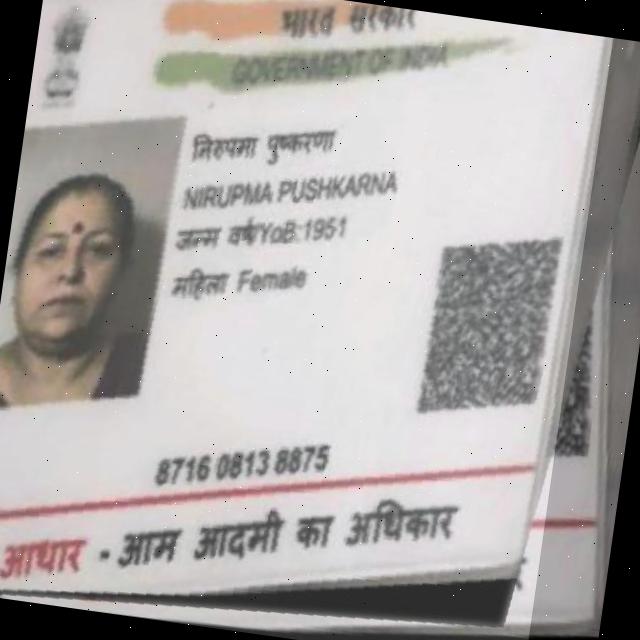 भारत सरकार
GOVERNMENT OF INDIA
निरुपमा पुष्करणा
NIRUPMA PUSHKARNA
जन्म वर्ष/YoB:1951
महिला Female
8716 0813 8875
आधार - आम आदमी का अधिकार